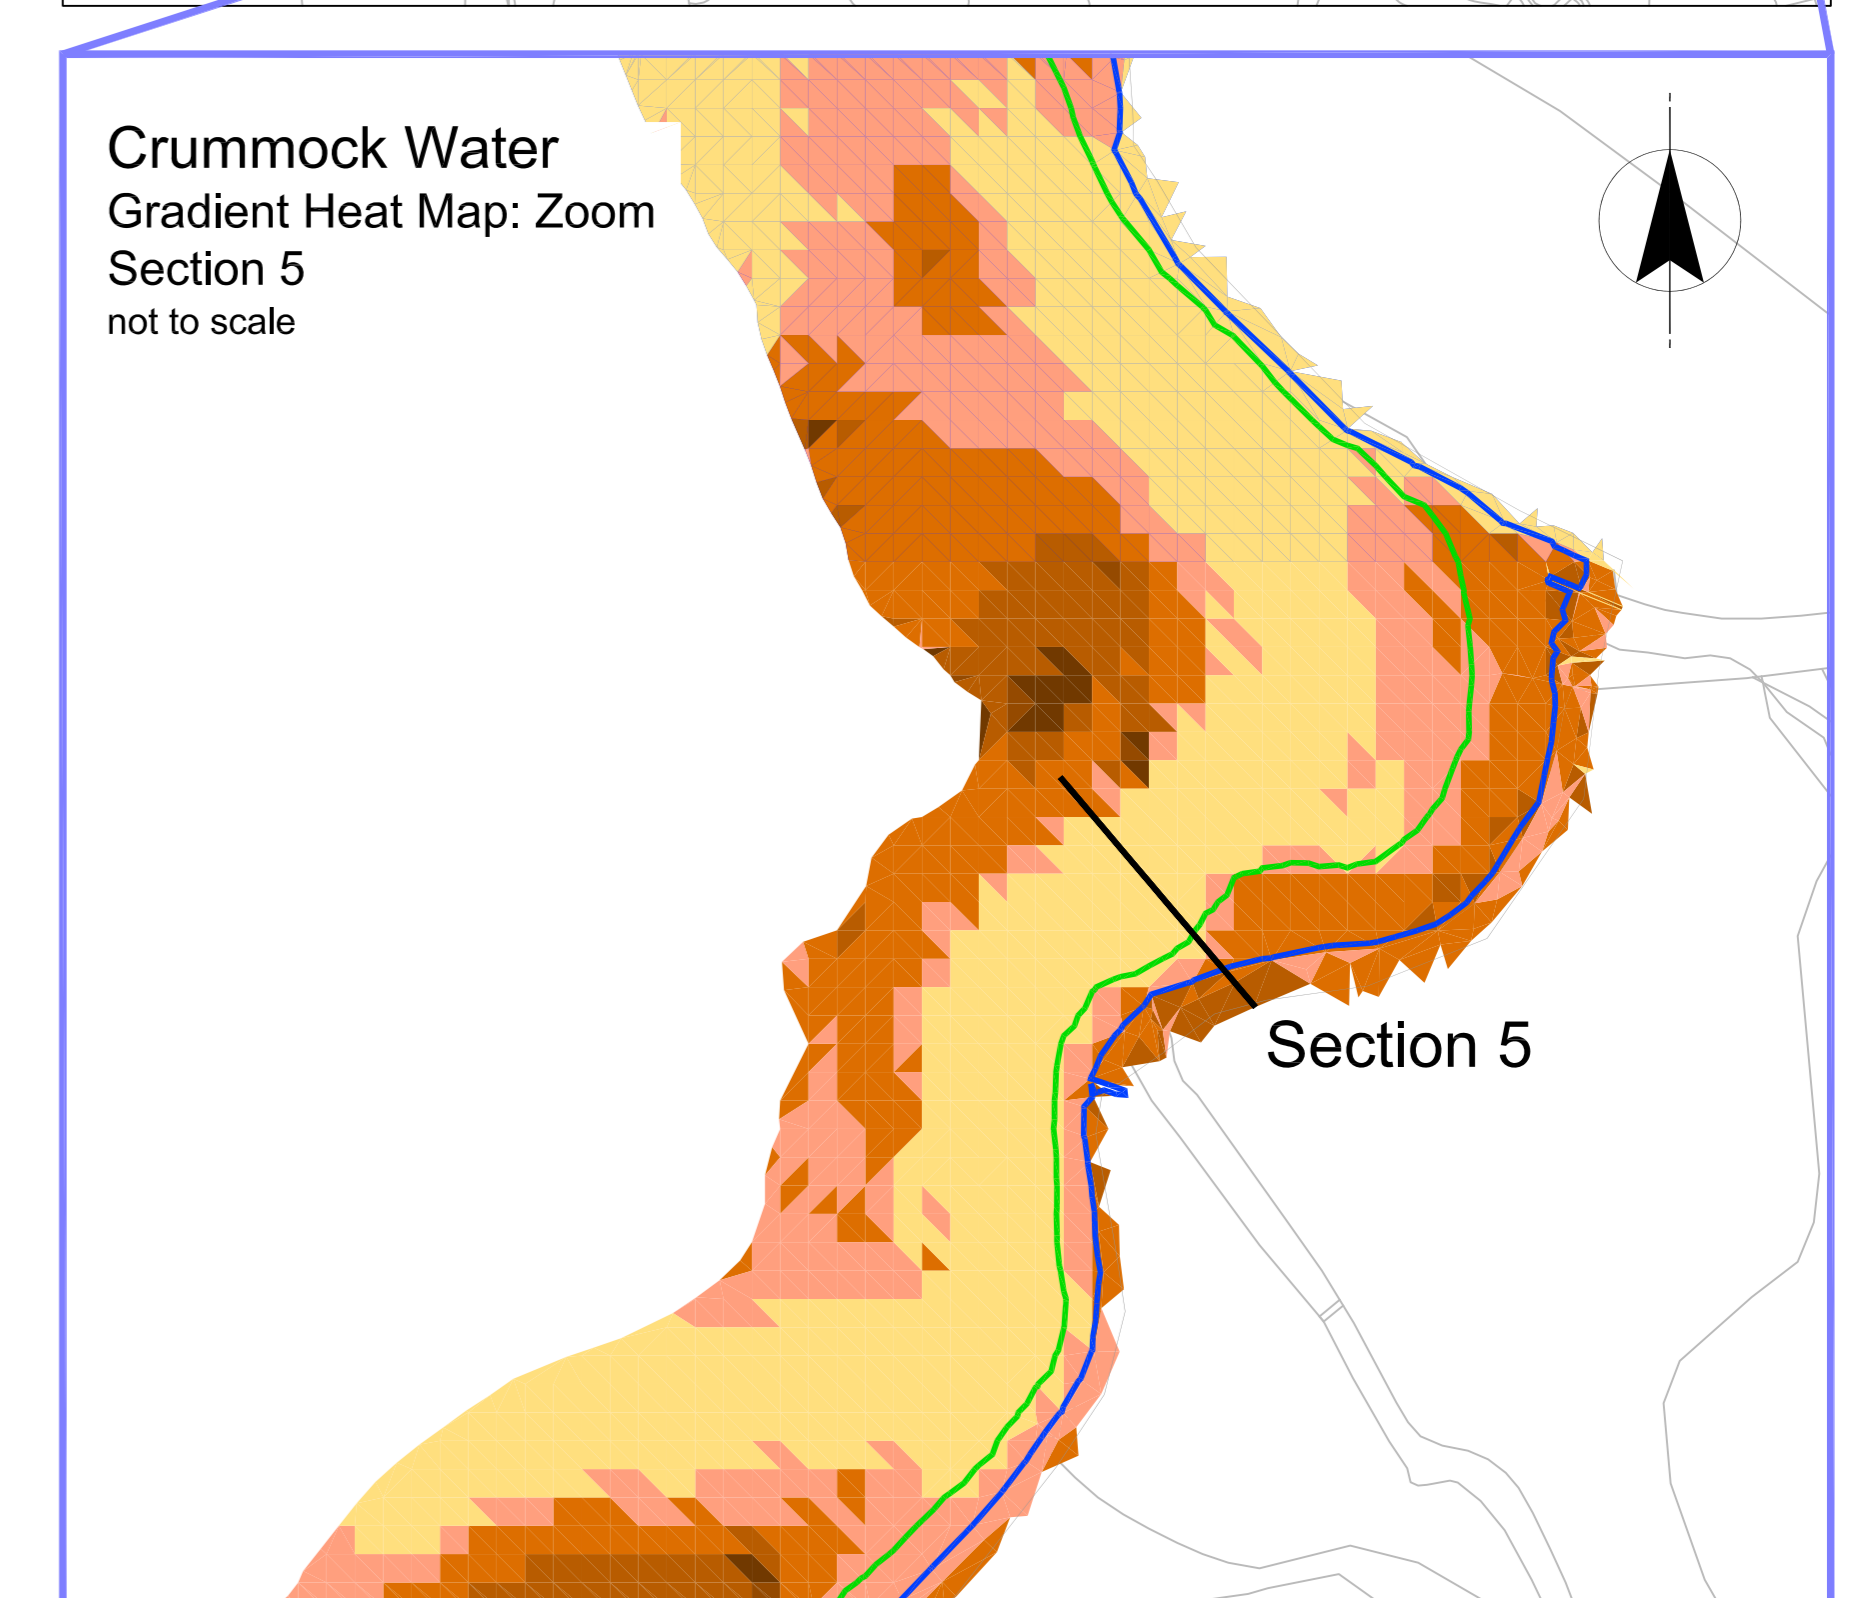 Crummock Water
Gradient Heat Map: Zoom
Section 5
not to scale
Section 5